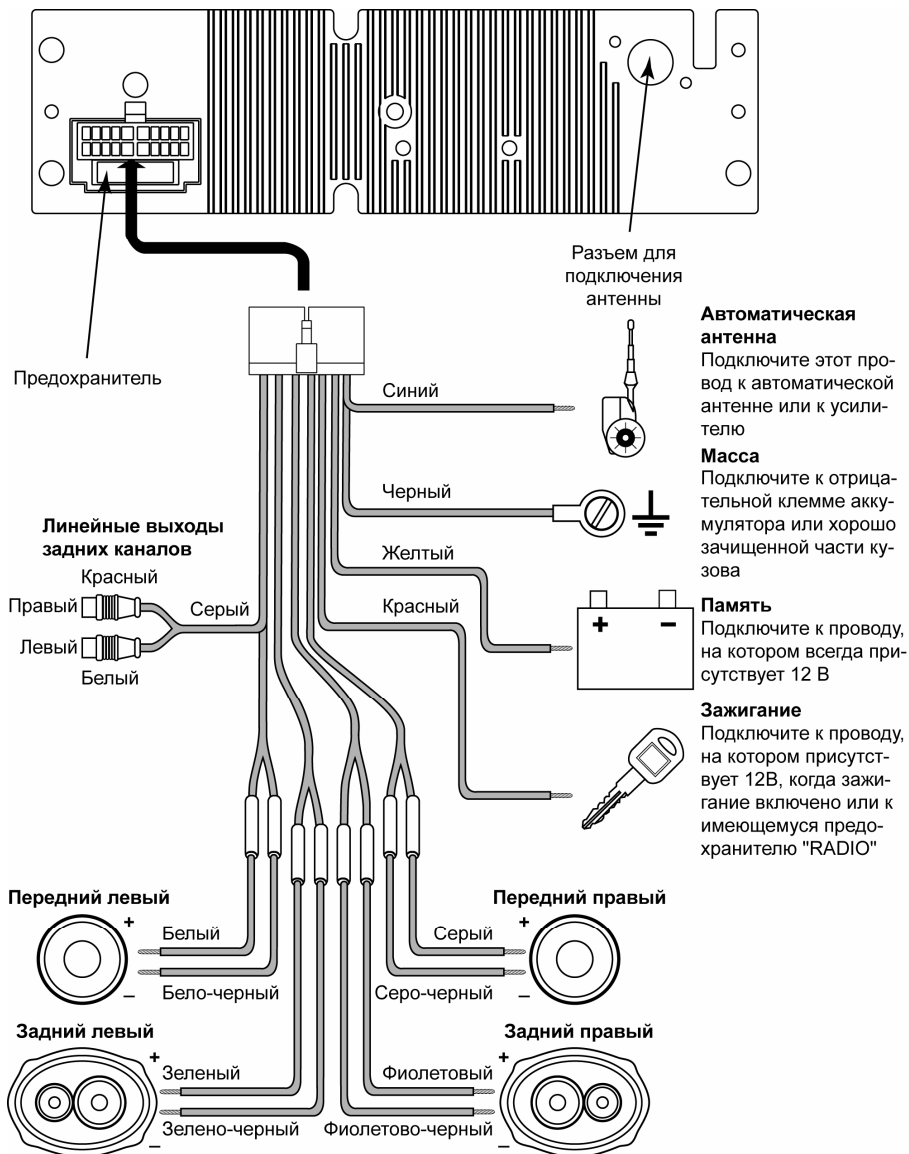 Разъем для
подключения
антенны
Предохранитель
Автоматическая
антенна
Подключите этот про-
вод к автоматической
антенне или к усили-
телю
Синий
Масса
Подключите к отрица-
тельной клемме акку-
мулятора или хорошо
зачищенной части ку-
зова
Черный
Линейные выходы
задних каналов
Красный
Правый
Серый
Левый
Белый
Желтый
Красный
+ –
Память
Подключите к проводу,
на котором всегда при-
сутствует 12 В
Зажигание
Подключите к проводу,
на котором присутст-
вует 12В, когда зажи-
гание включено или к
имеющемуся предо-
хранителю "RADIO"
Передний левый
+
Белый
Бело-черный
–
Передний правый
+
Серый
Серо-черный
–
Задний левый
+
Зеленый
Зелено-черный
–
Задний правый
+
Фиолетовый
Фиолетово-черный
–